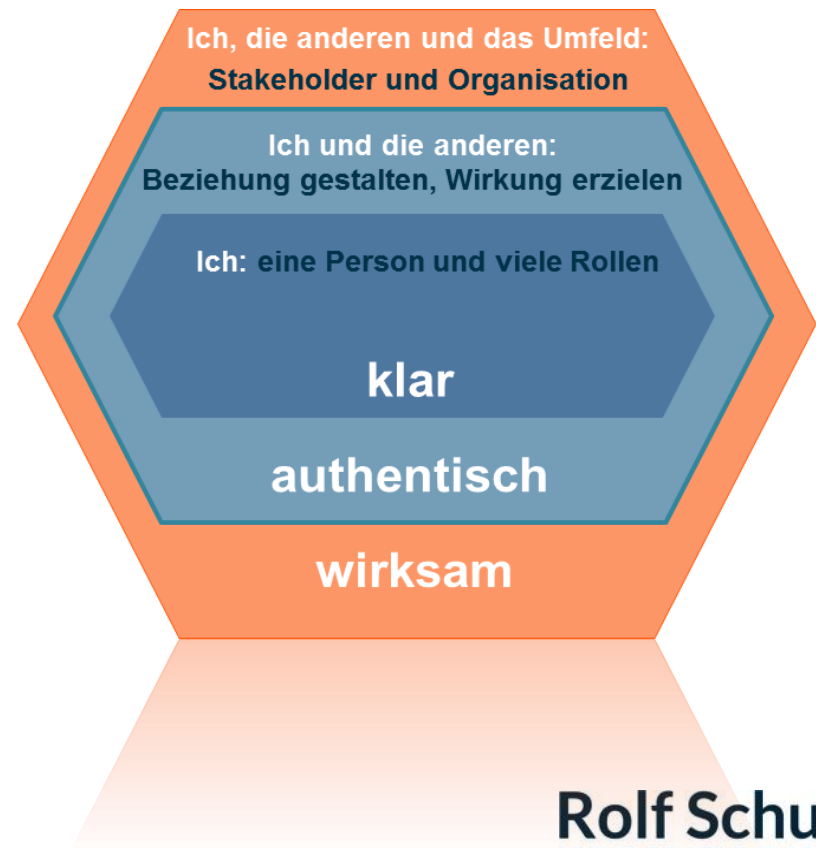 Ich, die anderen und das Umfeld:
Stakeholder und Organisation
Ich und die anderen:
Beziehung gestalten, Wirkung erzielen
Ich: eine Person und viele Rollen
klar
authentisch
wirksam
Rolf Schu